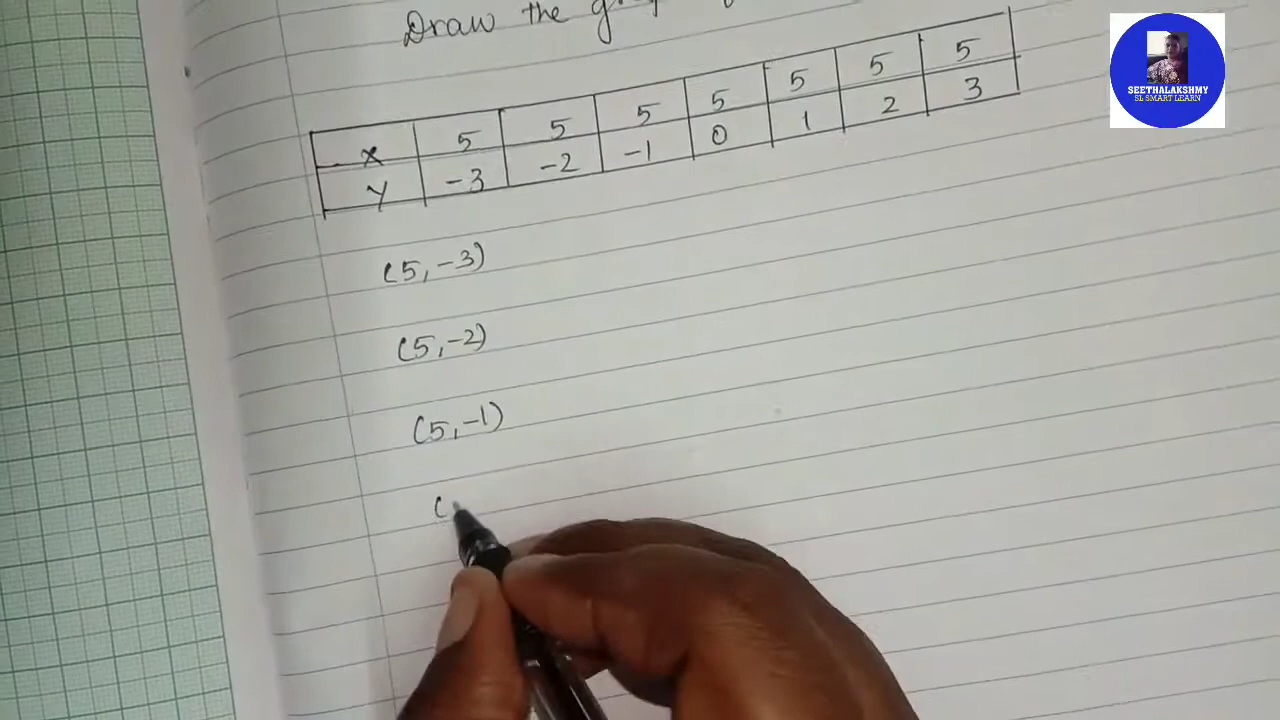 Draw the
x 5 5 5 5 5 5 5
y -3 -2 -1 0 1 2 3
(5, -3)
(5, -2)
(5, -1)
(
SEETHALAKSHMY
SL SMART LEARN